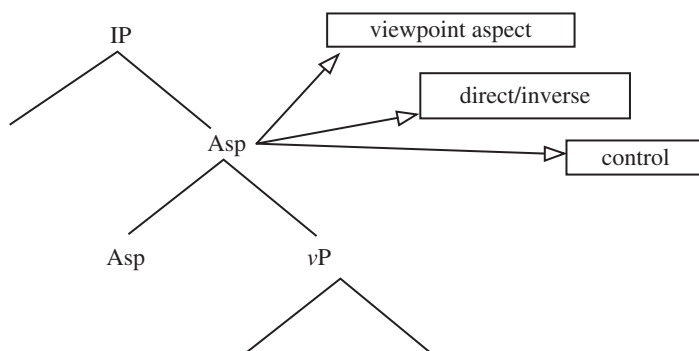 IP
viewpoint aspect
direct/inverse
Asp
control
Asp
vP